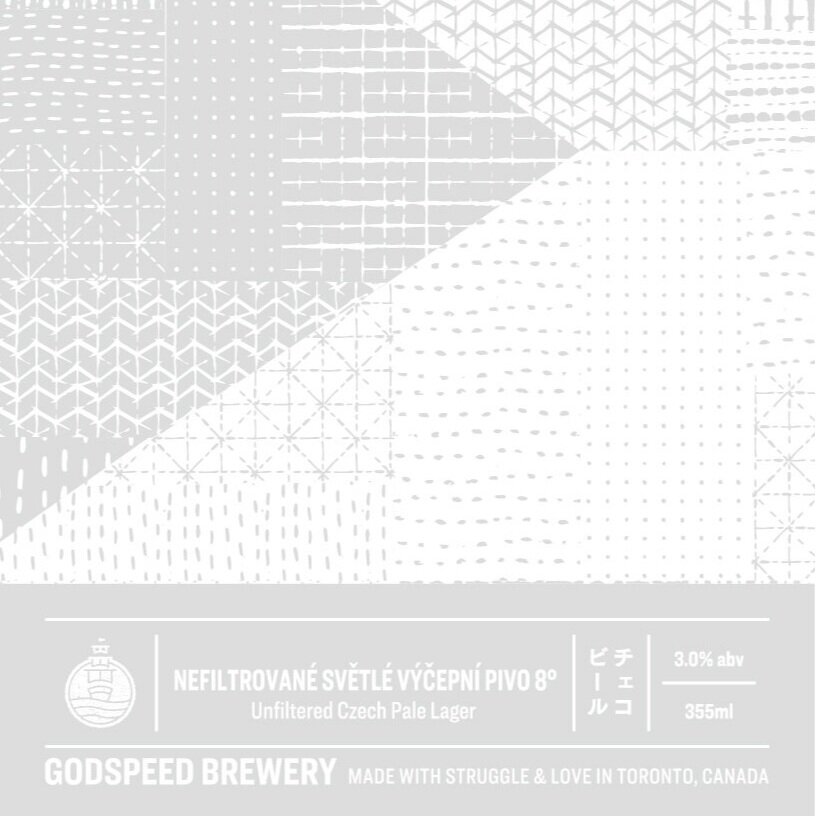 NEFILTROVANÉ SVĚTLÉ VÝČEPNÍ PIVO 8°
Unfiltered Czech Pale Lager
チェコ
ビール
3.0% abv
355ml
GODSPEED BREWERY MADE WITH STRUGGLE & LOVE IN TORONTO, CANADA